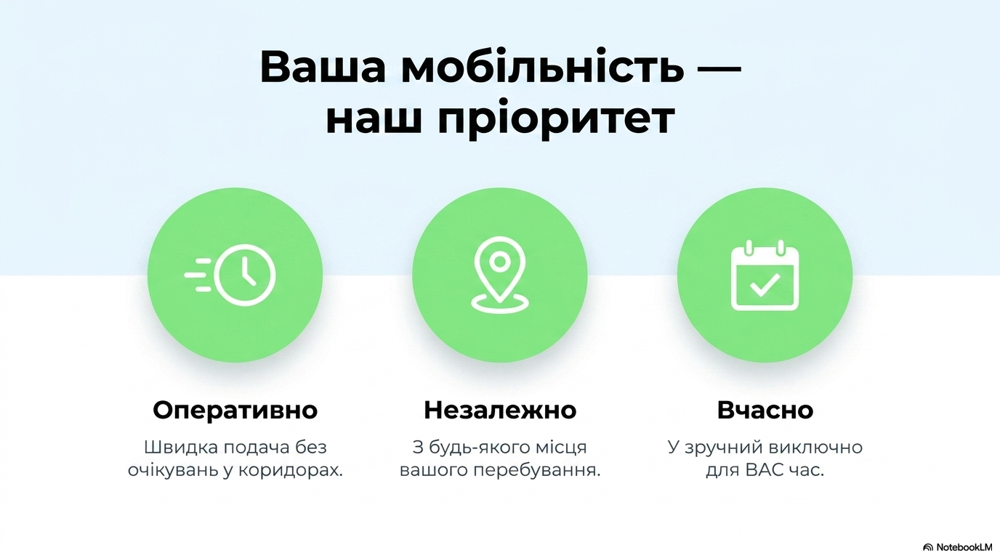 Ваша мобільність —
наш пріоритет
Оперативно
Швидка подача без
очікувань у коридорах.
Незалежно
З будь-якого місця
вашого перебування.
Вчасно
У зручний виключно
для ВАС час.
NotebookLM